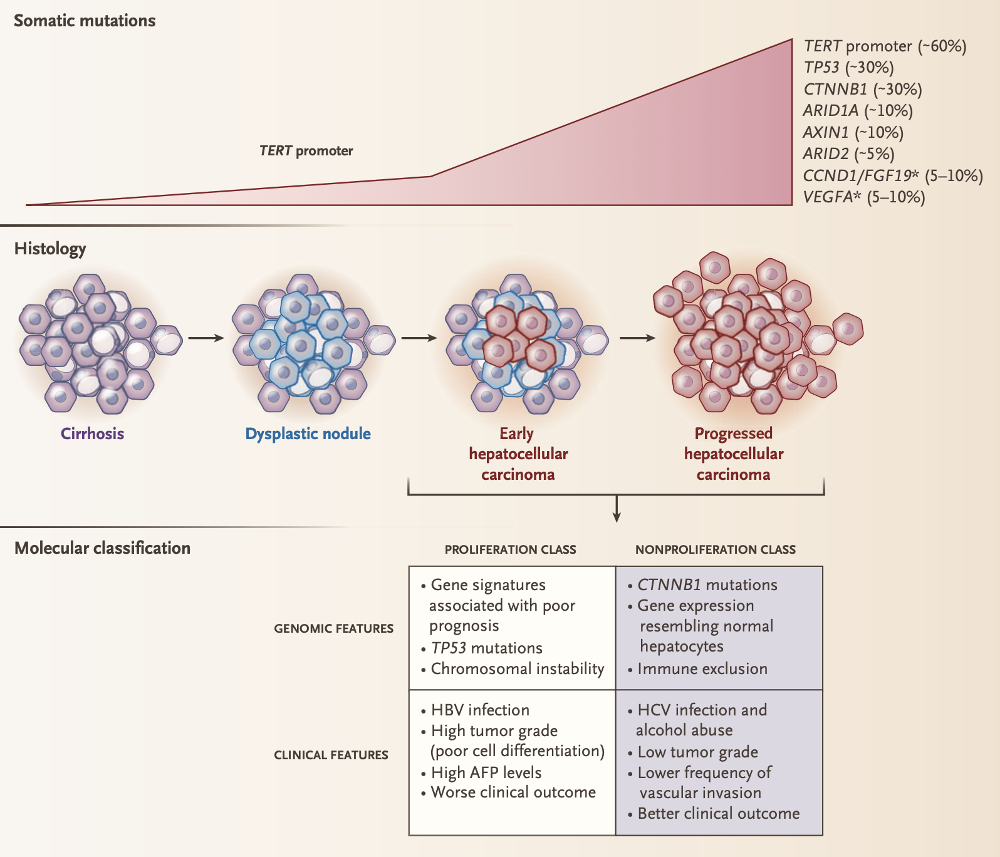 Somatic mutations
TERT promoter (~60%)
TP53 (~30%)
CTNNB1 (~30%)
ARID1A (~10%)
AXIN1 (~10%)
ARID2 (~5%)
CCND1/FGF19* (5–10%)
VEGFA* (5–10%)
TERT promoter
Histology
Cirrhosis
Dysplastic nodule
Early
hepatocellular
carcinoma
Progressed
hepatocellular
carcinoma
Molecular classification
PROLIFERATION CLASS
NONPROLIFERATION CLASS
GENOMIC FEATURES
• Gene signatures
associated with poor
prognosis
• TP53 mutations
• Chromosomal instability
• CTNNB1 mutations
• Gene expression
resembling normal
hepatocytes
• Immune exclusion
CLINICAL FEATURES
• HBV infection
• High tumor grade
(poor cell differentiation)
• High AFP levels
• Worse clinical outcome
• HCV infection and
alcohol abuse
• Low tumor grade
• Lower frequency of
vascular invasion
• Better clinical outcome